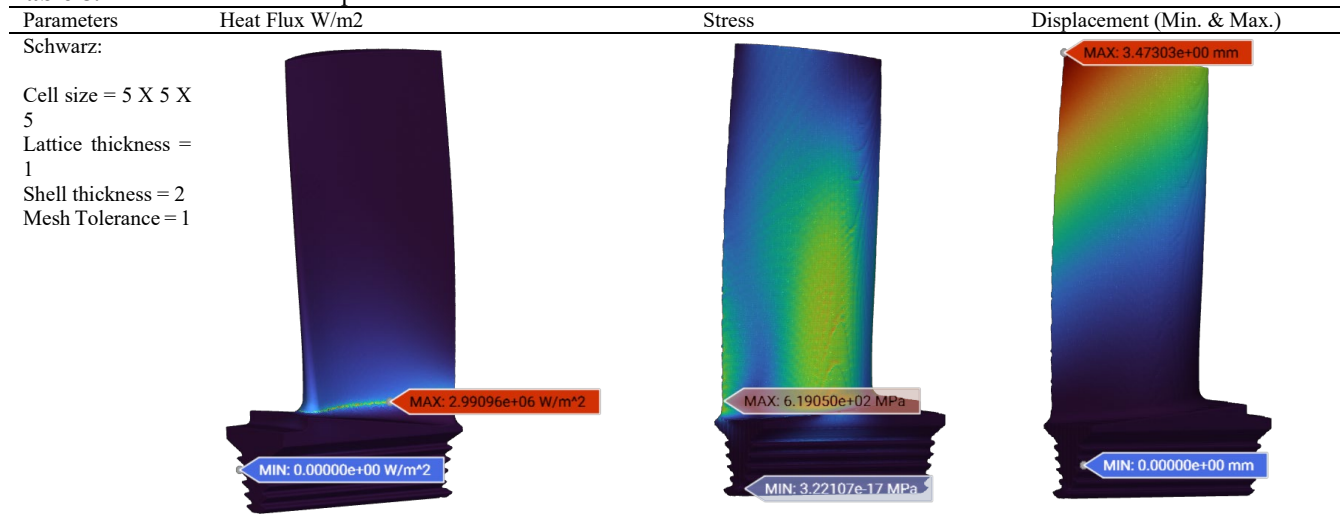 Parameters Heat Flux W/m2 Stress Displacement (Min. & Max.)
Schwarz:
Cell size = 5 X 5 X
5
Lattice thickness =
1
Shell thickness = 2
Mesh Tolerance = 1
MAX: 2.99096e+06 W/m^2
MIN: 0.00000e+00 W/m^2
MAX: 6.19050e+02 MPa
MIN: 3.22107e-17 MPa
MAX: 3.47303e+00 mm
MIN: 0.00000e+00 mm